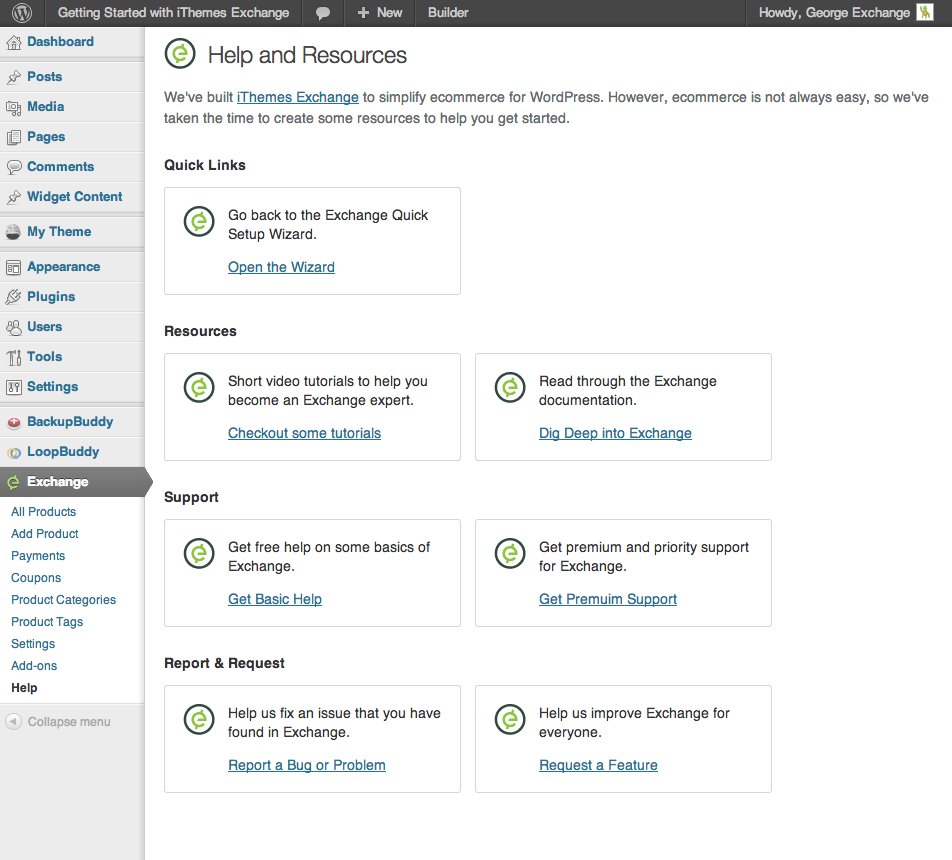 Getting Started with iThemes Exchange
+ New
Builder
Howdy, George Exchange
Dashboard
Posts
Media
Pages
Comments
Widget Content
My Theme
Appearance
Plugins
Users
Tools
Settings
BackupBuddy
LoopBuddy
Exchange
All Products
Add Product
Payments
Coupons
Product Categories
Product Tags
Settings
Add-ons
Help
Collapse menu
Help and Resources
We've built iThemes Exchange to simplify ecommerce for WordPress. However, ecommerce is not always easy, so we've
taken the time to create some resources to help you get started.
Quick Links
Go back to the Exchange Quick
Setup Wizard.
Open the Wizard
Resources
Short video tutorials to help you
become an Exchange expert.
Checkout some tutorials
Read through the Exchange
documentation.
Dig Deep into Exchange
Support
Get free help on some basics of
Exchange.
Get Basic Help
Get premium and priority support
for Exchange.
Get Premuim Support
Report & Request
Help us fix an issue that you have
found in Exchange.
Report a Bug or Problem
Help us improve Exchange for
everyone.
Request a Feature